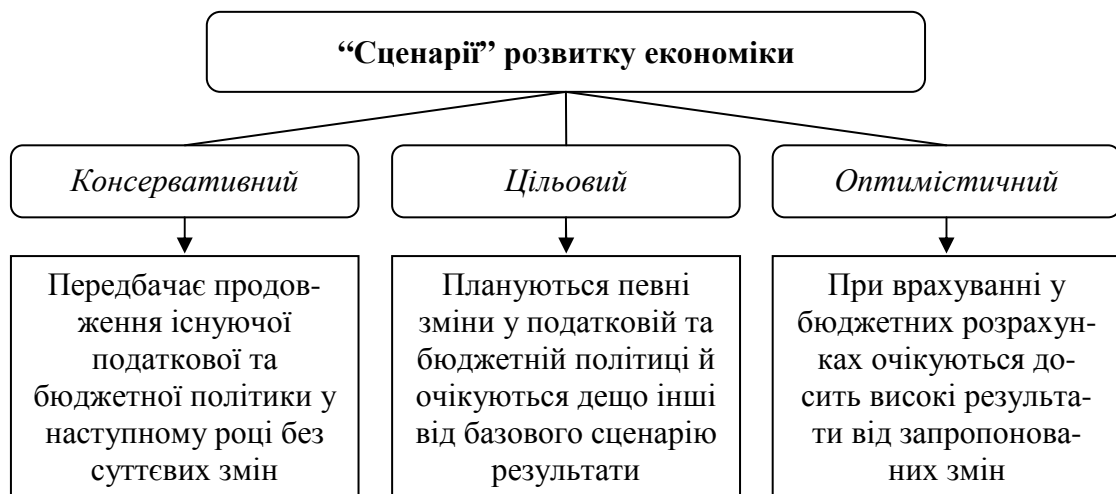 “Сценарії” розвитку економіки
Консервативний
Цільовий
Оптимістичний
Передбачає продов-
ження існуючої
податкової та
бюджетної політики у
наступному році без
суттєвих змін
Плануються певні
зміни у податковій та
бюджетній політиці й
очікуються дещо інші
від базового сценарію
результати
При врахуванні у
бюджетних розрахун-
ках очікуються до-
сить високі результа-
ти від запропонова-
них змін